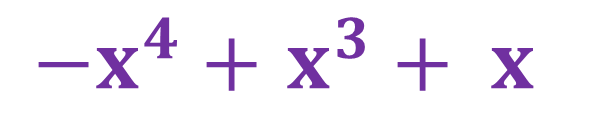 −x⁴ + x³ + x